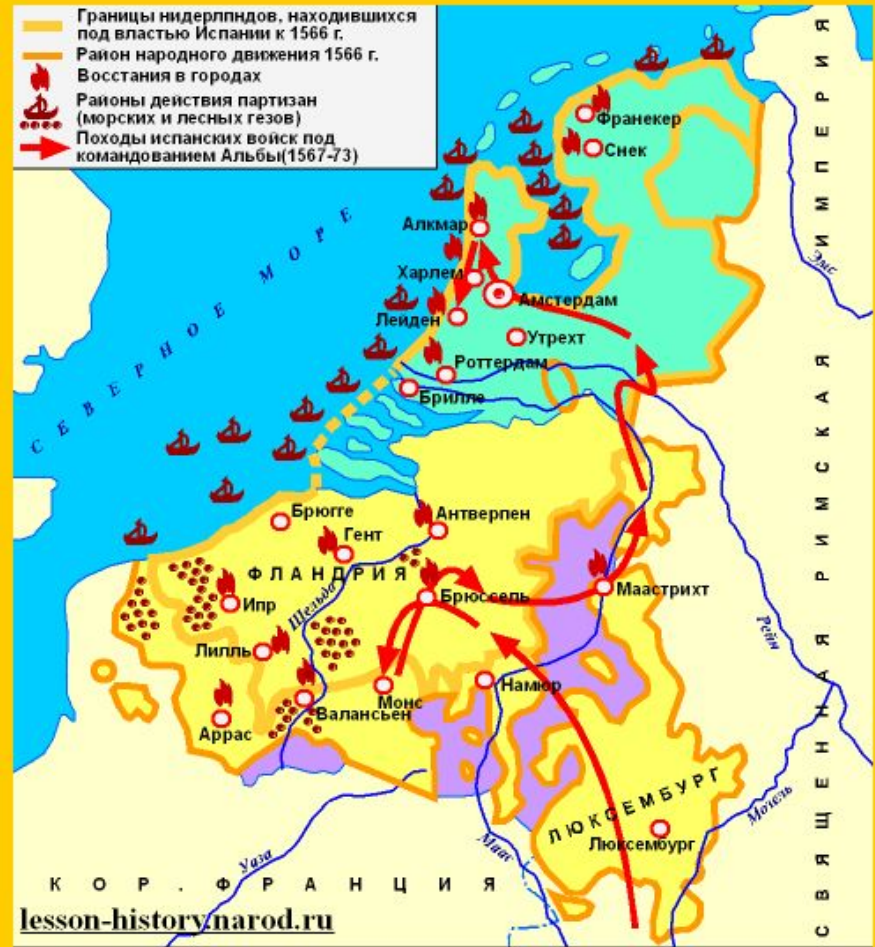 Границы нидерлпндов, находившихся
под властью Испании к 1566 г.
Район народного движения 1566 г.
Восстания в городах
Районы действия партизан
(морских и лесных гезов)
Походы испанских войск под
командованием Альбы(1567-73)
СЕВЕРНОЕ МОРЕ
Франекер
Снек
Алкмар
Харлем
Амстердам
Лейден
Утрехт
Роттердам
Брилле
Эмс
СВЯЩЕННАЯ РИМСКАЯ ИМПЕРИЯ
Брюгге
Антверпен
Гент
ФЛАНДРИЯ
Брюссель
Маастрихт
Ипр
Шельда
Рейн
Лилль
Намюр
Монс
Валансьен
Аррас
ЛЮКСЕМБУРГ
Люксембург
Мозель
Маас
Уаза
КОР. ФРАНЦИЯ
lesson-history.narod.ru